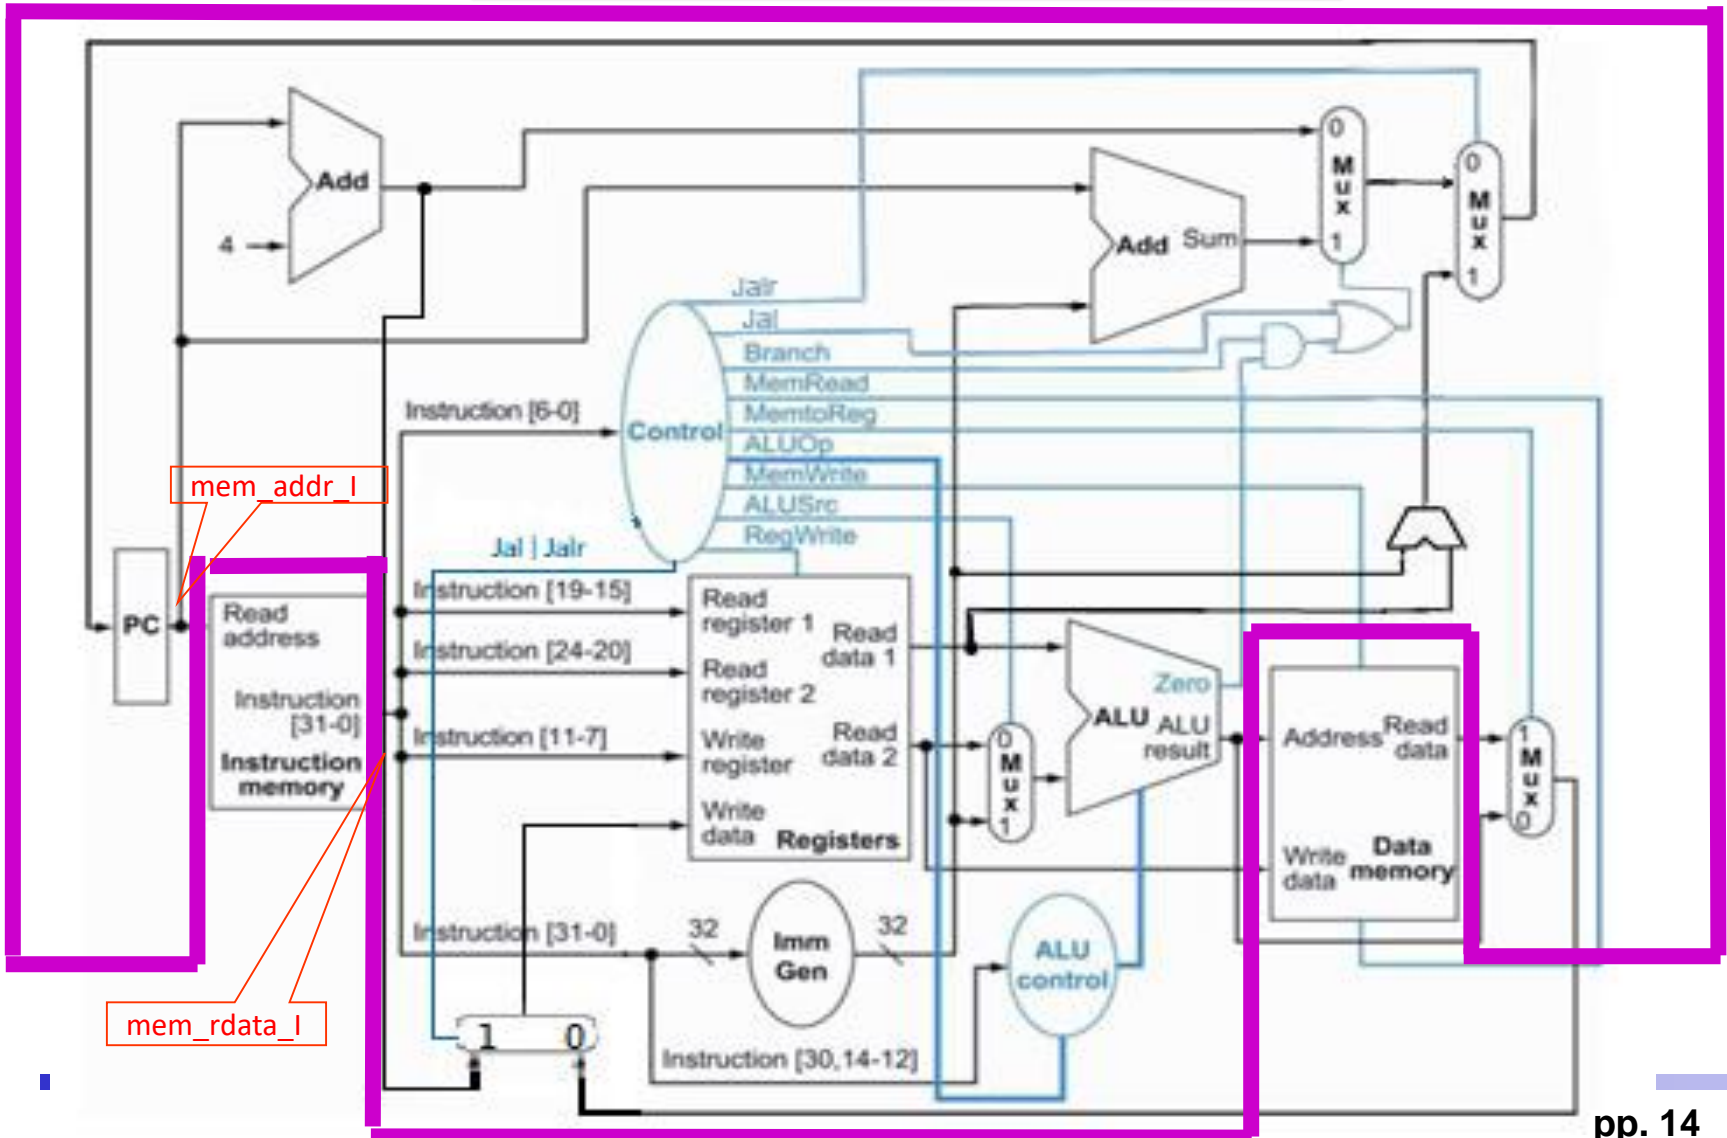 Add
4
Add Sum
0
Mux
1
0
Mux
1
Jalr
Jal
Branch
MemRead
MemtoReg
ALUOp
MemWrite
ALUSrc
RegWrite
Control
Instruction [6-0]
mem_addr_I
Jal | Jalr
PC
Read
address
Instruction
[31-0]
Instruction
memory
Instruction [19-15]
Instruction [24-20]
Instruction [11-7]
Instruction [31-0]
Read
register 1
Read
register 2
Write
register
Write
data
Read
data 1
Read
data 2
Registers
0
Mux
1
Zero
ALU
ALU
result
Address
Read
data
Write
data
Data
memory
1
Mux
0
32
Imm
Gen
32
ALU
control
mem_rdata_I
1 0
Instruction [30,14-12]
pp. 14